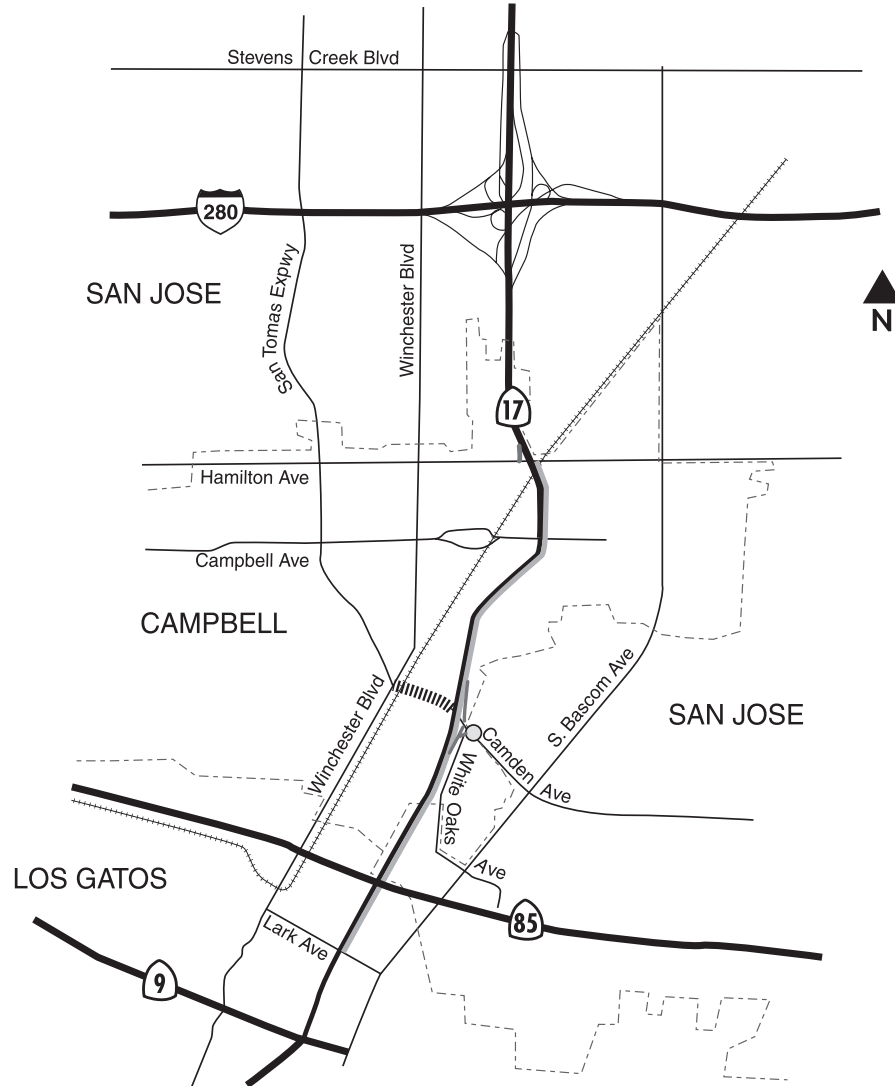 Stevens Creek Blvd
280
San Tomas Expwy
Winchester Blvd
SAN JOSE
N
17
Hamilton Ave
Campbell Ave
CAMPBELL
S. Bascom Ave
SAN JOSE
Winchester Blvd
Camden Ave
White Oaks Ave
LOS GATOS
85
Lark Ave
9